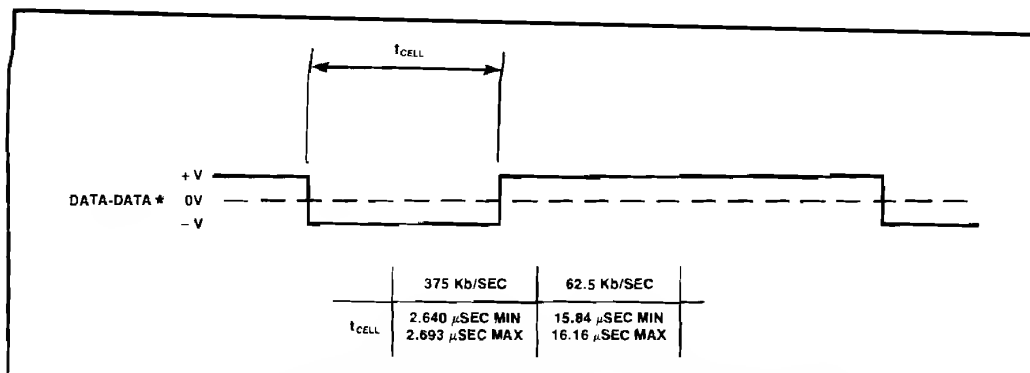 tCELL
+ V
DATA-DATA * 0V
− V
375 Kb/SEC 62.5 Kb/SEC
tCELL 2.640 µSEC MIN 15.84 µSEC MIN
2.693 µSEC MAX 16.16 µSEC MAX